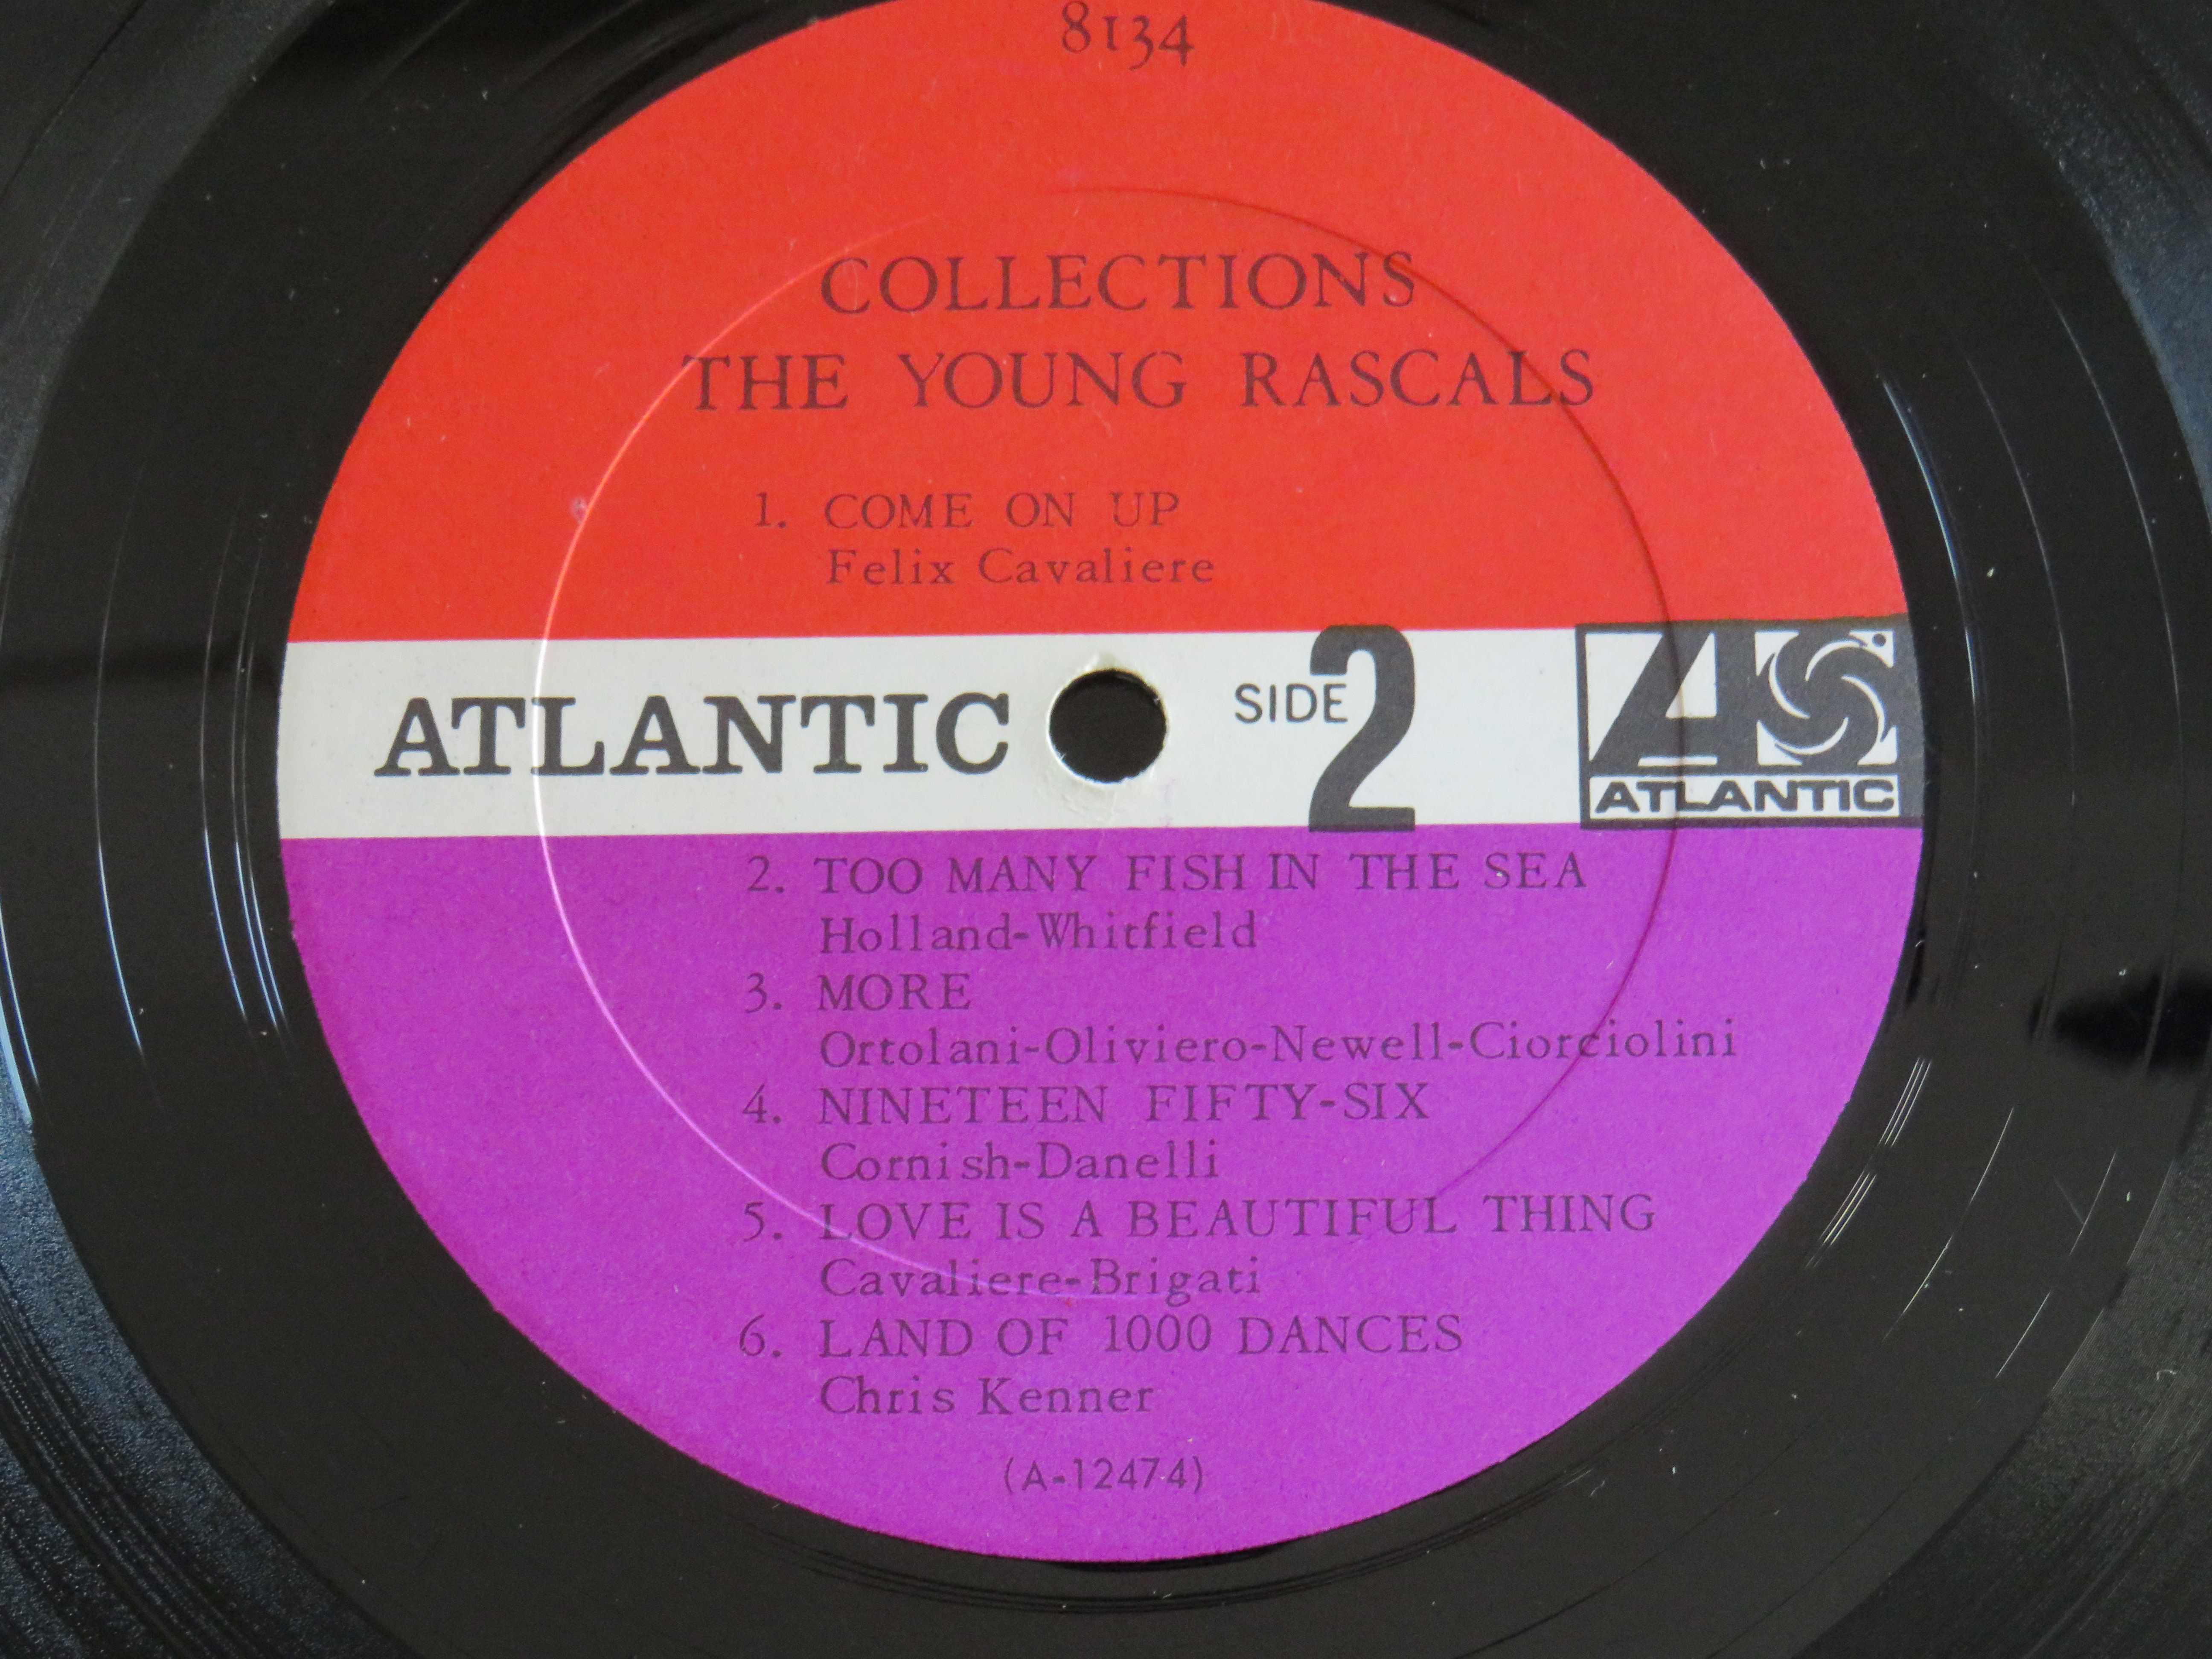 8134
COLLECTIONS
THE YOUNG RASCALS
1. COME ON UP
Felix Cavaliere
ATLANTIC SIDE 2 ATLANTIC
2. TOO MANY FISH IN THE SEA
Holland-Whitfield
3. MORE
Ortolani-Oliviero-Newell-Ciorciolini
4. NINETEEN FIFTY-SIX
Cornish-Danelli
5. LOVE IS A BEAUTIFUL THING
Cavaliere-Brigati
6. LAND OF 1000 DANCES
Chris Kenner
(A-12474)